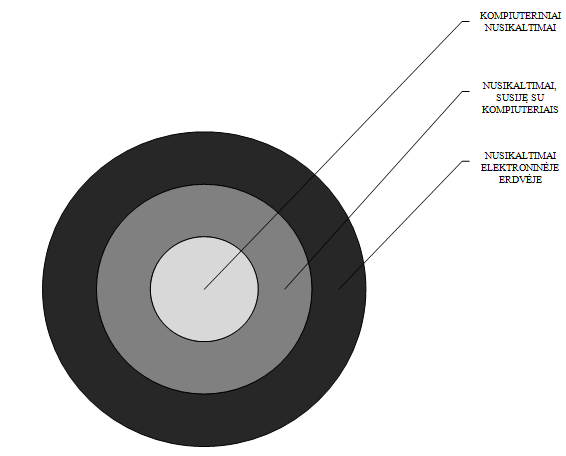 KOMPIUTERINIAI
NUSIKALTIMAI
NUSIKALTIMAI,
SUSIJĘ SU
KOMPIUTERIAIS
NUSIKALTIMAI
ELEKTRONINĖJE
ERDVĖJE